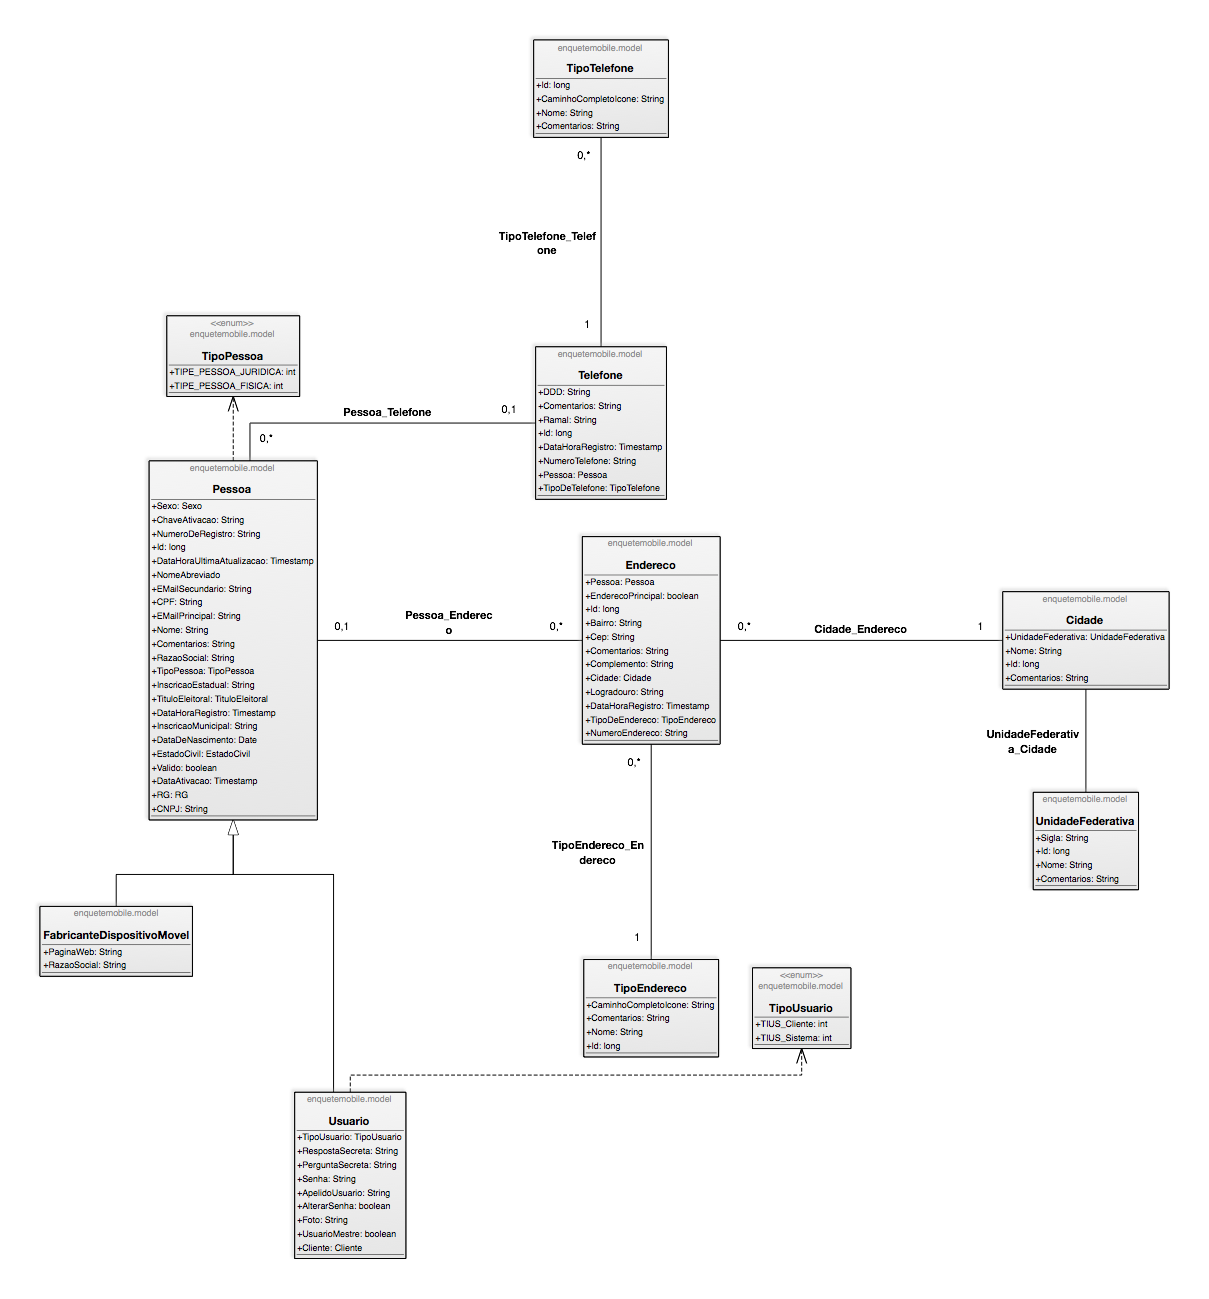 enquetemobile.model
TipoTelefone
+Id: long
+CaminhoCompletoIcone: String
+Nome: String
+Comentarios: String
0,*
TipoTelefone_Telef
one
1
<<enum>>
enquetemobile.model
TipoPessoa
+TIPE_PESSOA_JURIDICA: int
+TIPE_PESSOA_FISICA: int
enquetemobile.model
Telefone
+DDD: String
+Comentarios: String
+Ramal: String
+Id: long
+DataHoraRegistro: Timestamp
+NumeroTelefone: String
+Pessoa: Pessoa
+TipoDeTelefone: TipoTelefone
Pessoa_Telefone
0,1
0,*
enquetemobile.model
Pessoa
+Sexo: Sexo
+ChaveAtivacao: String
+NumeroDeRegistro: String
+Id: long
+DataHoraUltimaAtualizacao: Timestamp
+NomeAbreviado
+EMailSecundario: String
+CPF: String
+EMailPrincipal: String
+Nome: String
+Comentarios: String
+RazaoSocial: String
+TipoPessoa: TipoPessoa
+InscricaoEstadual: String
+TituloEleitoral: TituloEleitoral
+DataHoraRegistro: Timestamp
+InscricaoMunicipal: String
+DataDeNascimento: Date
+EstadoCivil: EstadoCivil
+Valido: boolean
+DataAtivacao: Timestamp
+RG: RG
+CNPJ: String
Pessoa_Enderec
o
0,1
0,*
enquetemobile.model
Endereco
+Pessoa: Pessoa
+EnderecoPrincipal: boolean
+Id: long
+Bairro: String
+Cep: String
+Comentarios: String
+Complemento: String
+Cidade: Cidade
+Logradouro: String
+DataHoraRegistro: Timestamp
+TipoDeEndereco: TipoEndereco
+NumeroEndereco: String
0,*
Cidade_Endereco
1
enquetemobile.model
Cidade
+UnidadeFederativa: UnidadeFederativa
+Nome: String
+Id: long
+Comentarios: String
UnidadeFederativ
a_Cidade
enquetemobile.model
UnidadeFederativa
+Sigla: String
+Id: long
+Nome: String
+Comentarios: String
0,*
TipoEndereco_En
dereco
1
enquetemobile.model
FabricanteDispositivoMovel
+PaginaWeb: String
+RazaoSocial: String
enquetemobile.model
TipoEndereco
+CaminhoCompletoIcone: String
+Comentarios: String
+Nome: String
+Id: long
<<enum>>
enquetemobile.model
TipoUsuario
+TIUS_Cliente: int
+TIUS_Sistema: int
enquetemobile.model
Usuario
+TipoUsuario: TipoUsuario
+RespostaSecreta: String
+PerguntaSecreta: String
+Senha: String
+ApelidoUsuario: String
+AlterarSenha: boolean
+Foto: String
+UsuarioMestre: boolean
+Cliente: Cliente